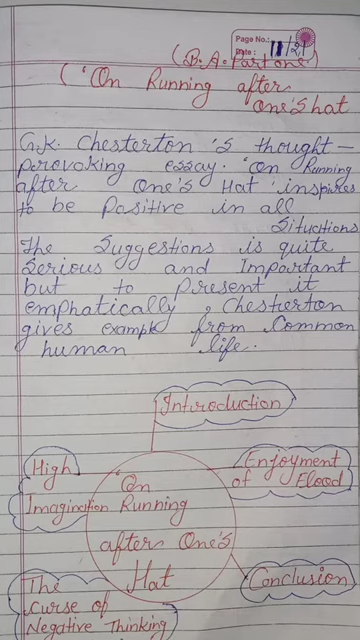 Page No.:
Date : 11/21
(B.A. Part one)
('On Running after
One's hat
G.K. Chesterton 's thought –
provoking essay. 'On Running
after One's Hat' inspires
to be Positive in all
Situctions
The Suggestions is quite
Serious and Important
but to present it
emphatically, Chesterton
gives example from Common
human life.
Introduction
High
Imagination
Enjoyment
of Flood
'On
Running
after One's
Hat
Conclusion
The
Curse of
Negative Thinking